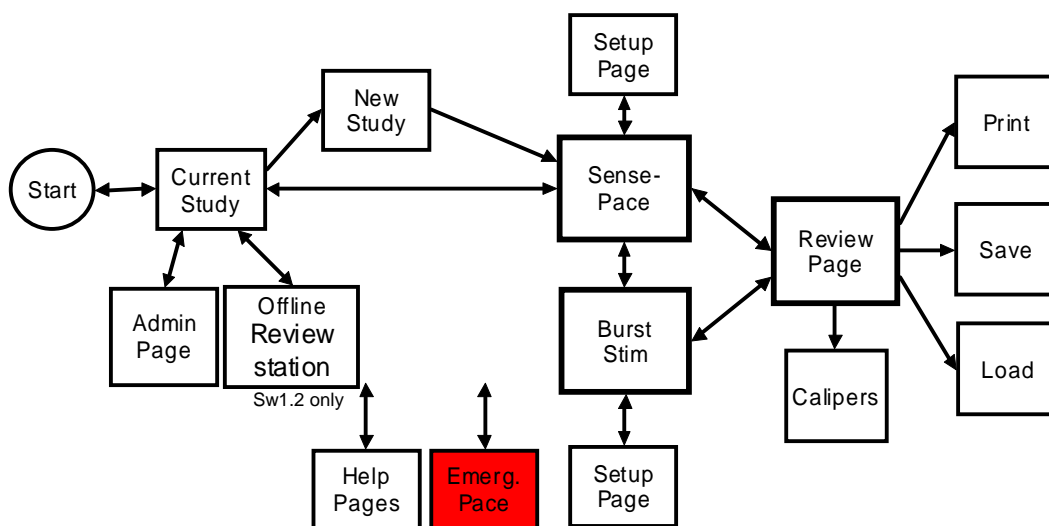 Setup
Page
New
Study
Print
Start
Current
Study
Sense-
Pace
Review
Page
Save
Admin
Page
Offline
Review
station
Sw1.2 only
Burst
Stim
Calipers
Load
Help
Pages
Emerg.
Pace
Setup
Page